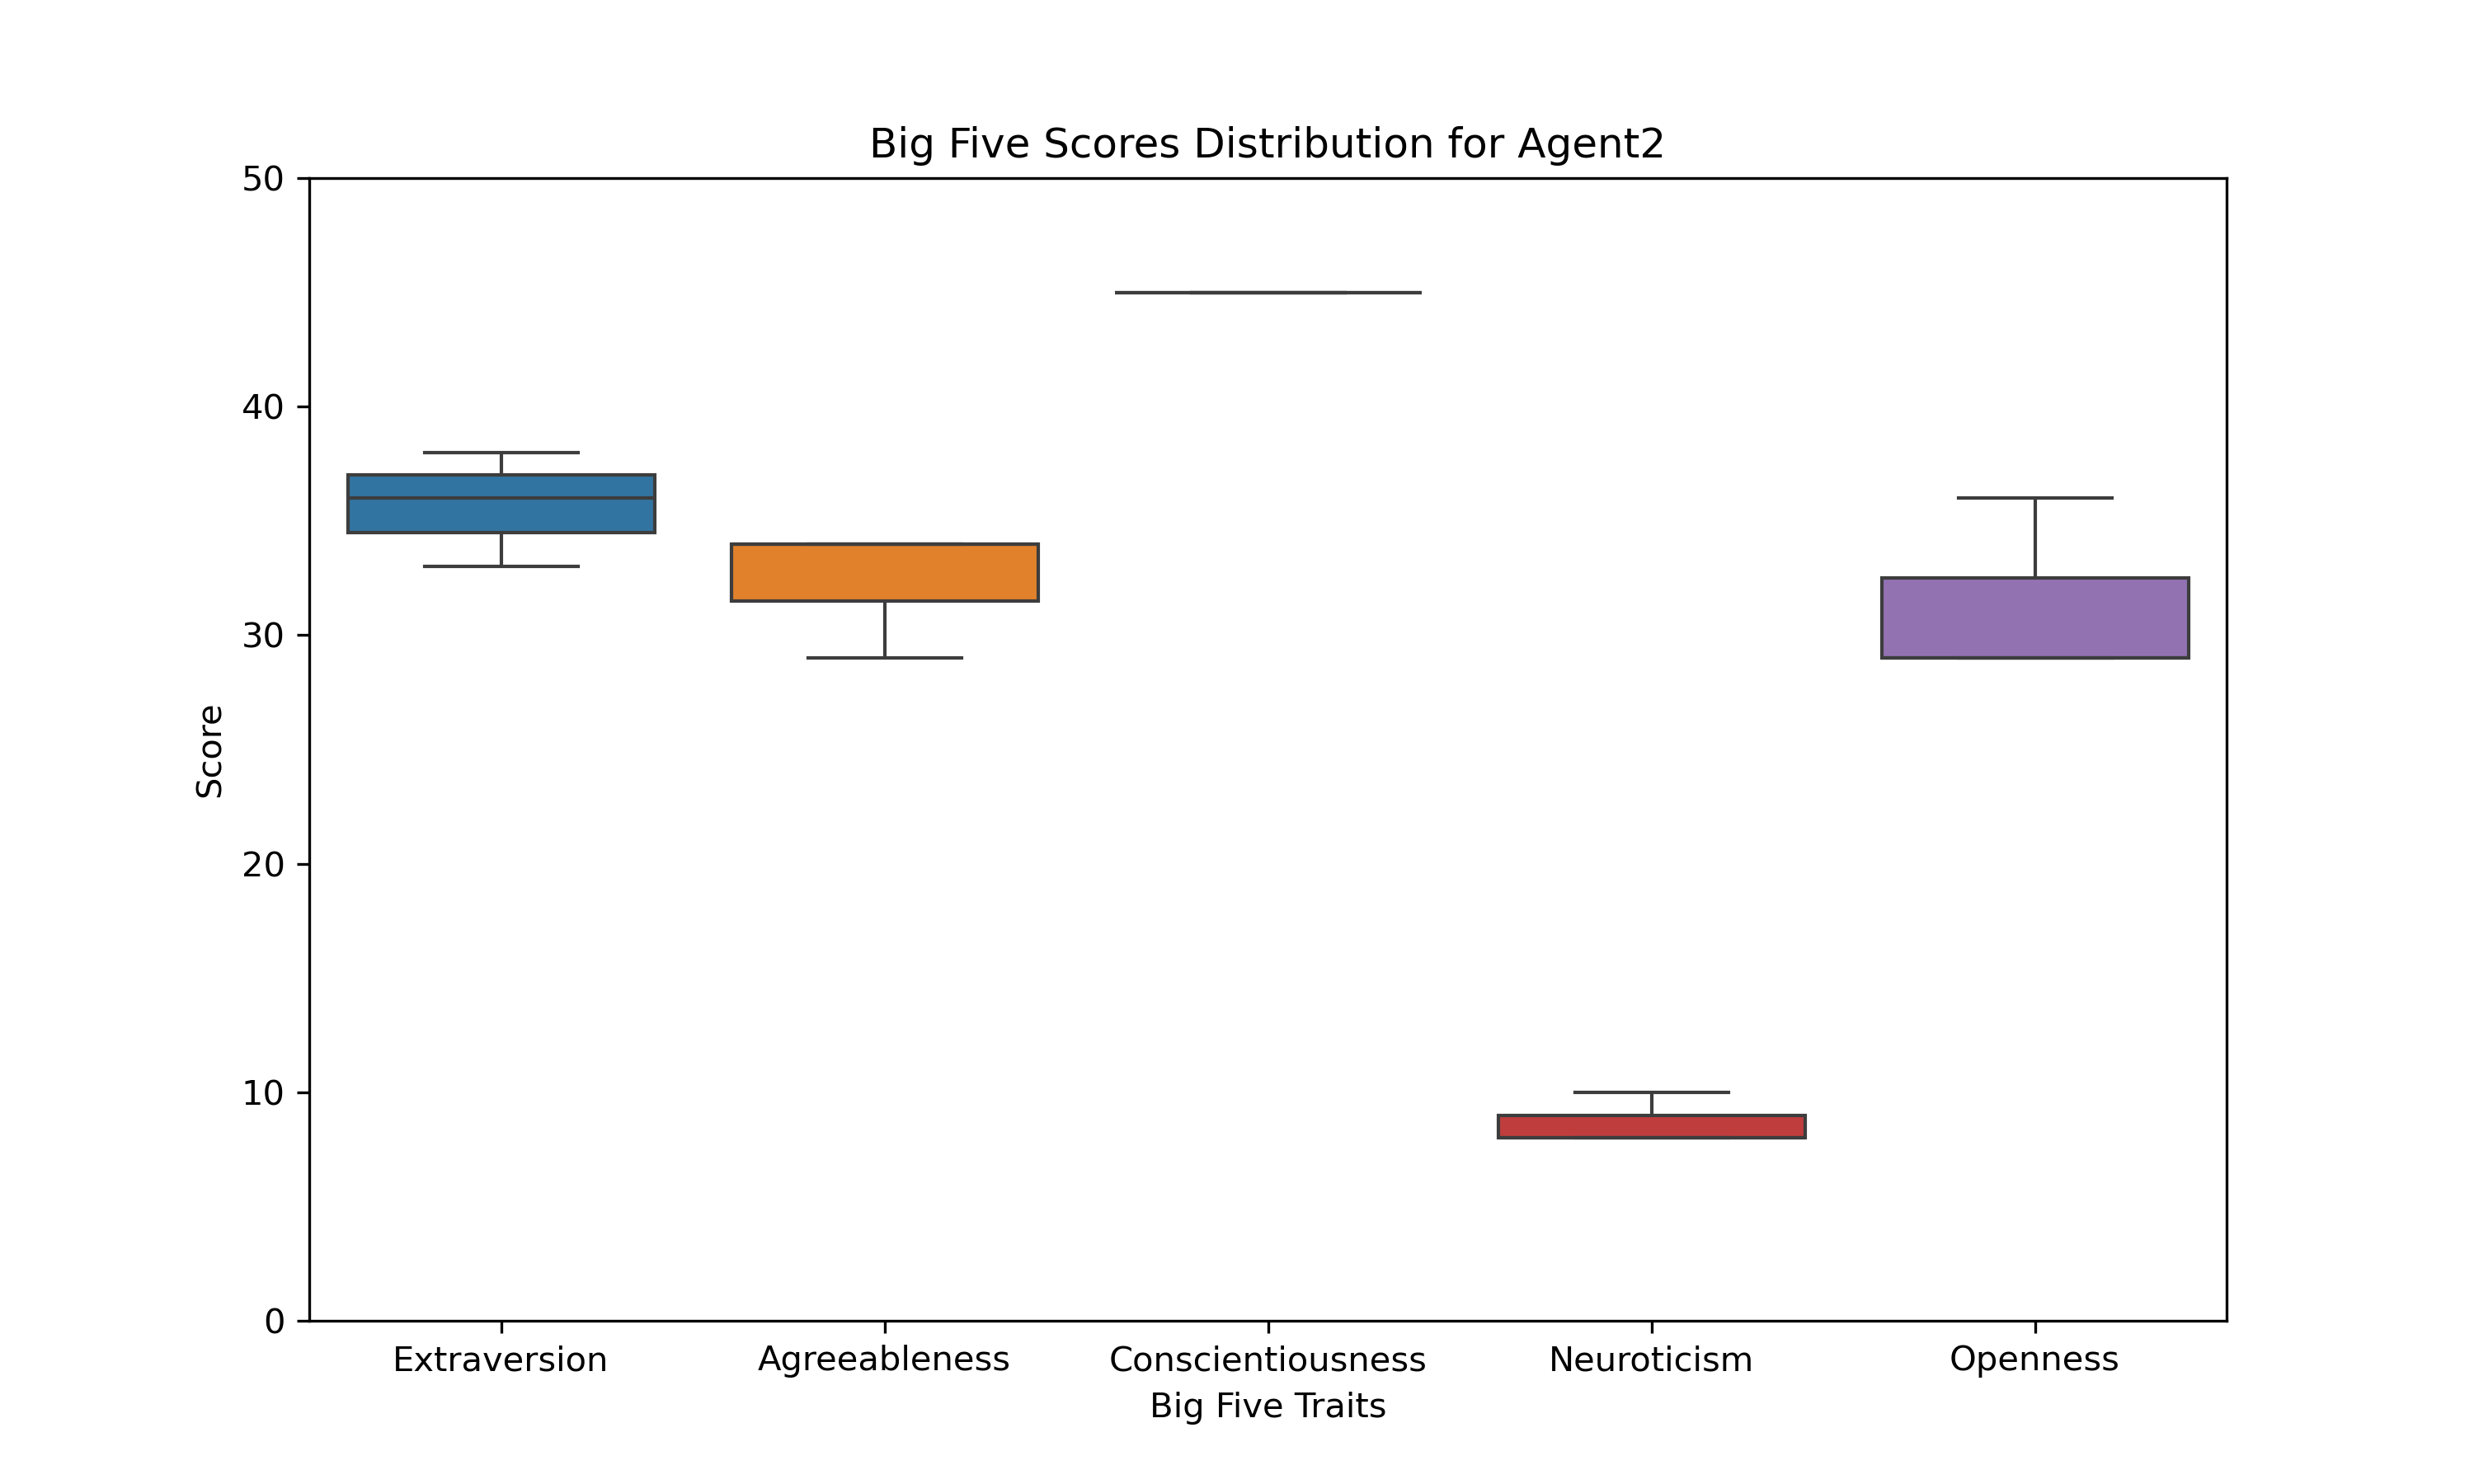 Big Five Scores Distribution for Agent2
50
40
30
20
10
0
Score
Extraversion Agreeableness Conscientiousness Neuroticism Openness
Big Five Traits